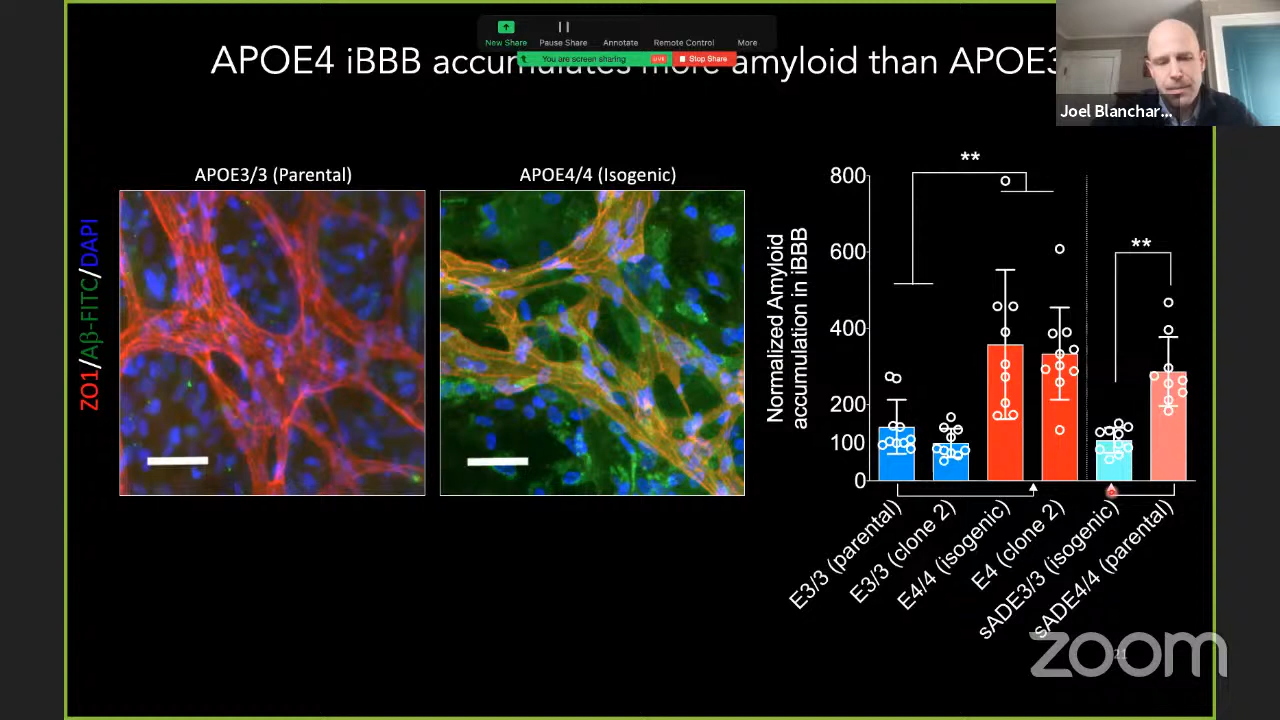 New Share
Pause Share
Annotate
Remote Control
More
You are screen sharing
LIVE
Stop Share
APOE4 iBBB accumulates more amyloid than APOE3
Joel Blanchar...
APOE3/3 (Parental)
APOE4/4 (Isogenic)
ZO1/Aβ-FITC/DAPI
Normalized Amyloid
accumulation in iBBB
800
600
400
200
100
0
**
**
E3/3 (parental)
E3/3 (clone 2)
E4/4 (isogenic)
E4 (clone 2)
sADE3/3 (isogenic)
sADE4/4 (parental)
21
zoom